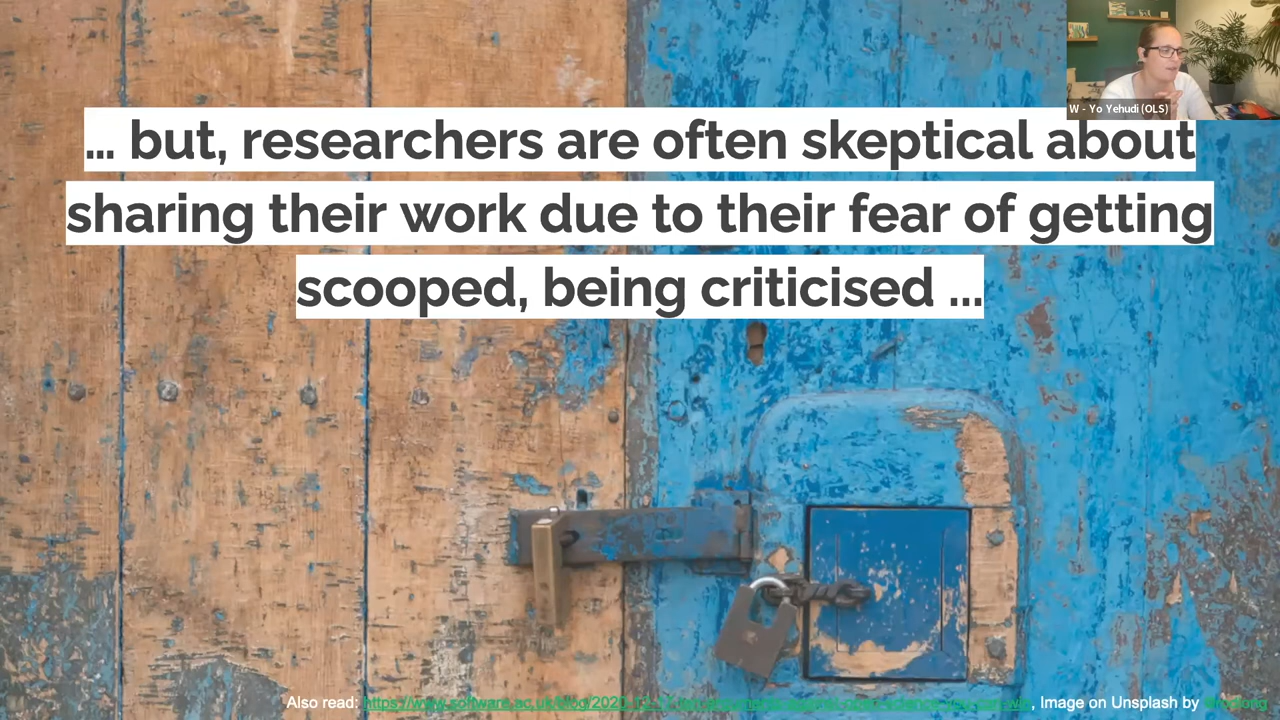 W - Yo Yehudi (OLS)
... but, researchers are often skeptical about
sharing their work due to their fear of getting
scooped, being criticised ...
Also read: , Image on Unsplash by